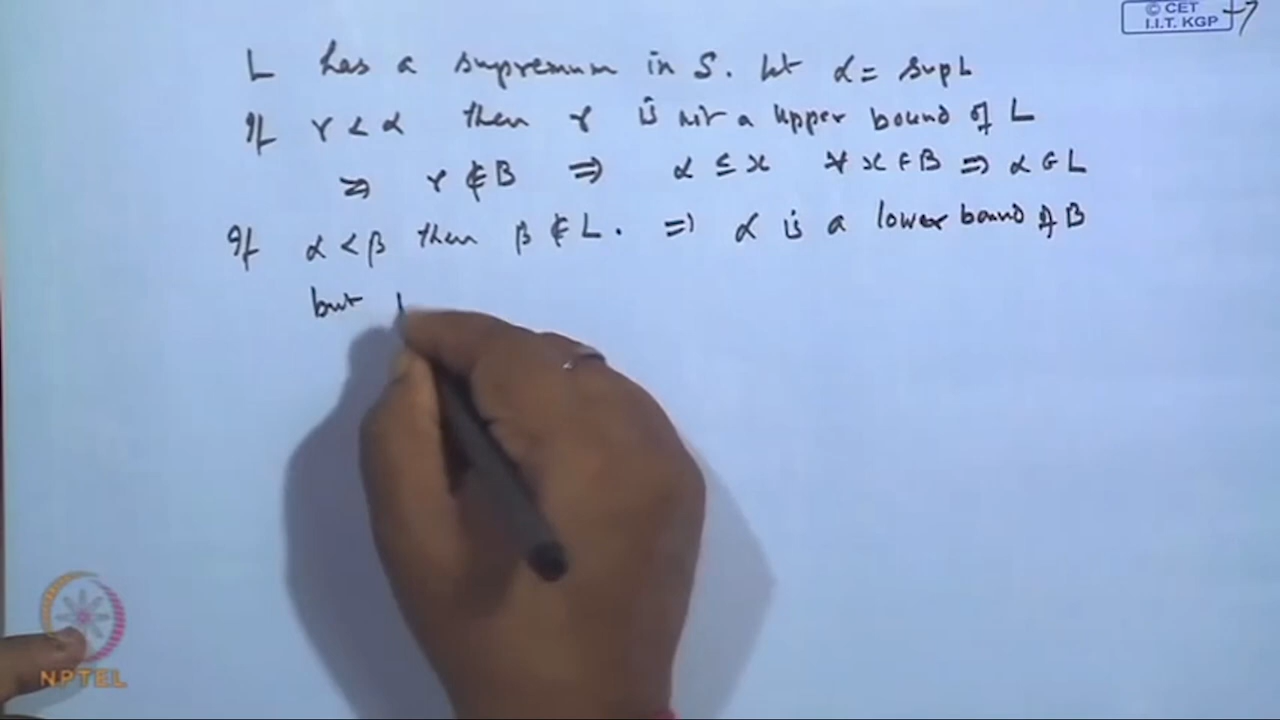 © CET
I.I.T. KGP
L has a supremum in S. let α = sup L
If γ < α then γ is not a upper bound of L
⇒ γ ∉ B ⇒ α ≤ x ∀ x ∈ B ⇒ α ∈ L
If α < β then β ∉ L. ⇒ α is a lower bound of B
but
NPTEL